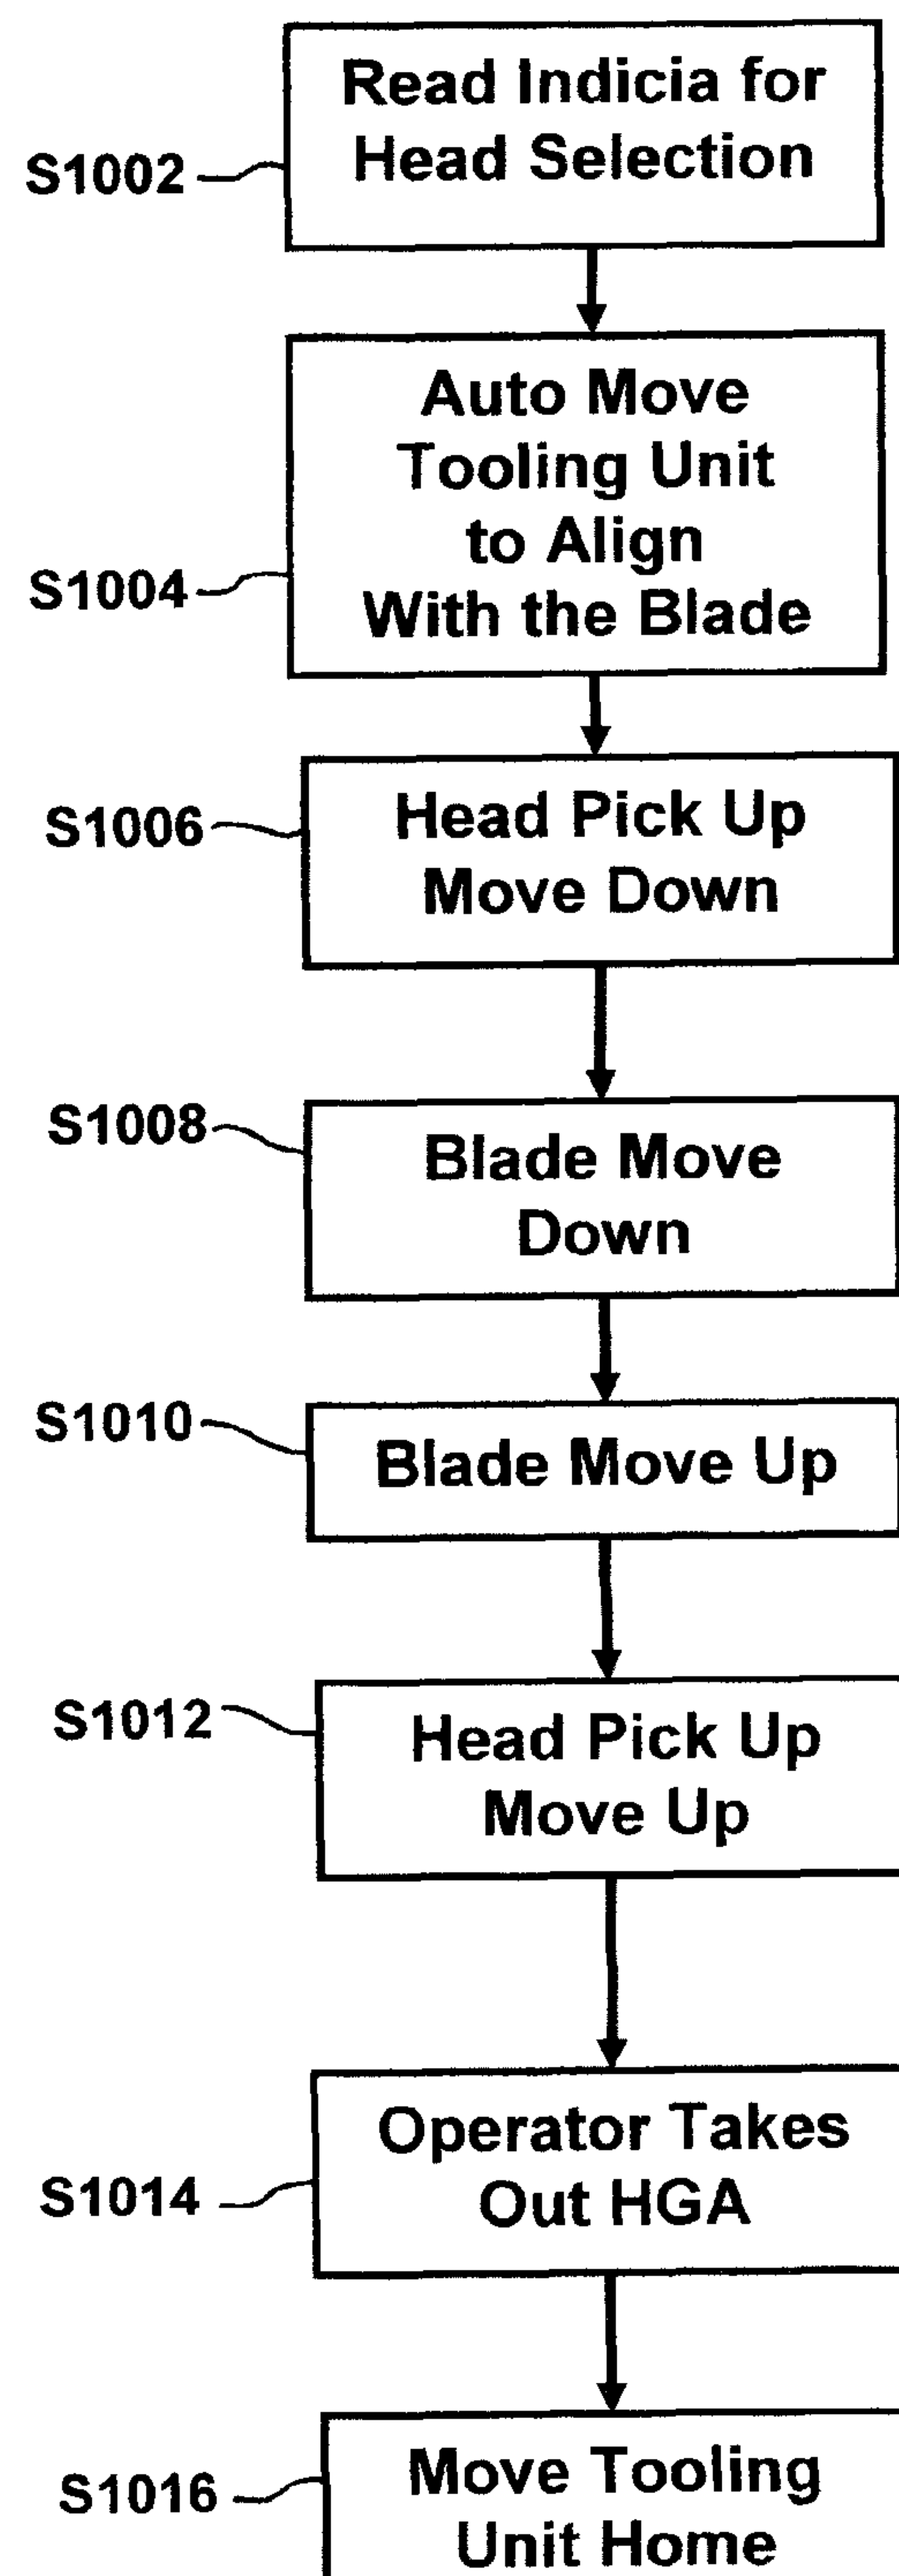 Read Indicia for
Head Selection
S1002
Auto Move
Tooling Unit
to Align
With the Blade
S1004
Head Pick Up
Move Down
S1006
Blade Move
Down
S1008
Blade Move Up
S1010
Head Pick Up
Move Up
S1012
Operator Takes
Out HGA
S1014
Move Tooling
Unit Home
S1016